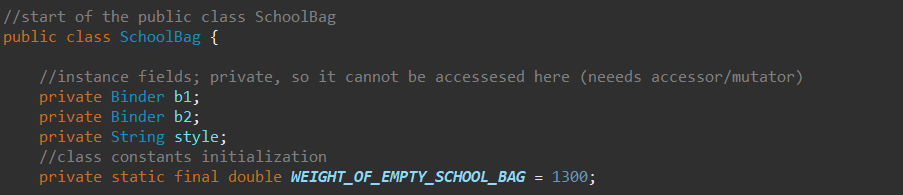 //start of the public class SchoolBag
public class SchoolBag {
//instance fields; private, so it cannot be accessesed here (neeeds accessor/mutator)
private Binder b1;
private Binder b2;
private String style;
//class constants initialization
private static final double WEIGHT_OF_EMPTY_SCHOOL_BAG = 1300;